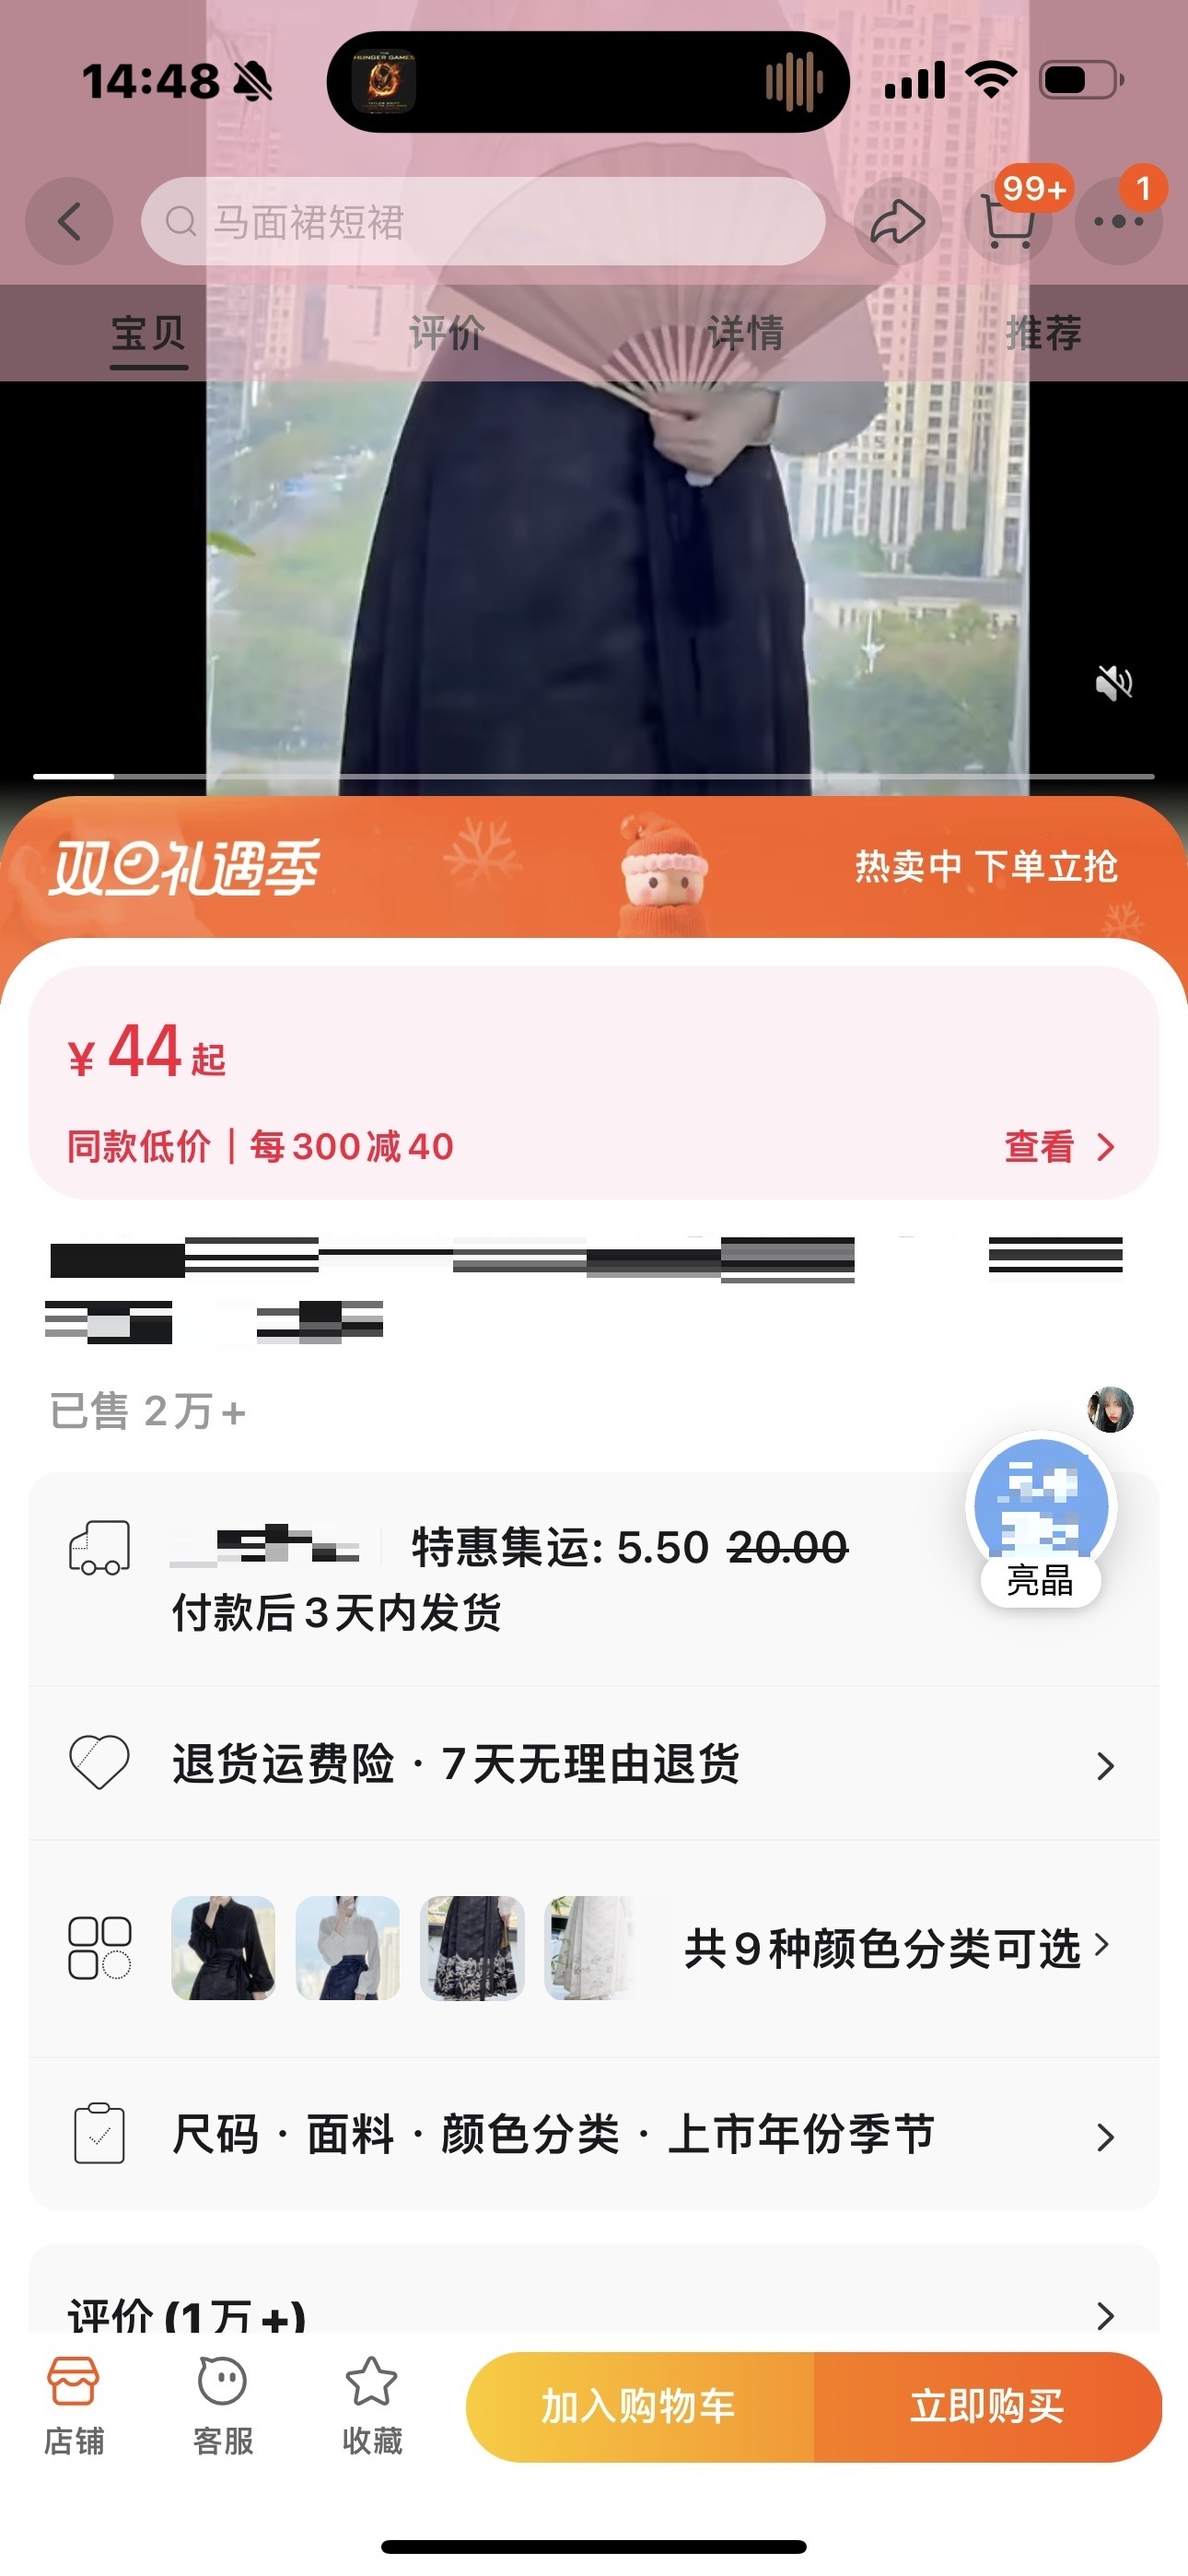 14:48
THE
HUNGER GAMES
马面裙短裙
99+
1
宝贝
评价
详情
推荐
双旦礼遇季
热卖中 下单立抢
¥44起
同款低价｜每300减40
查看
已售 2万+
特惠集运: 5.50 20.00
亮晶
付款后3天内发货
退货运费险 · 7天无理由退货
共9种颜色分类可选
尺码 · 面料 · 颜色分类 · 上市年份季节
评价(1万+)
店铺
客服
收藏
加入购物车
立即购买